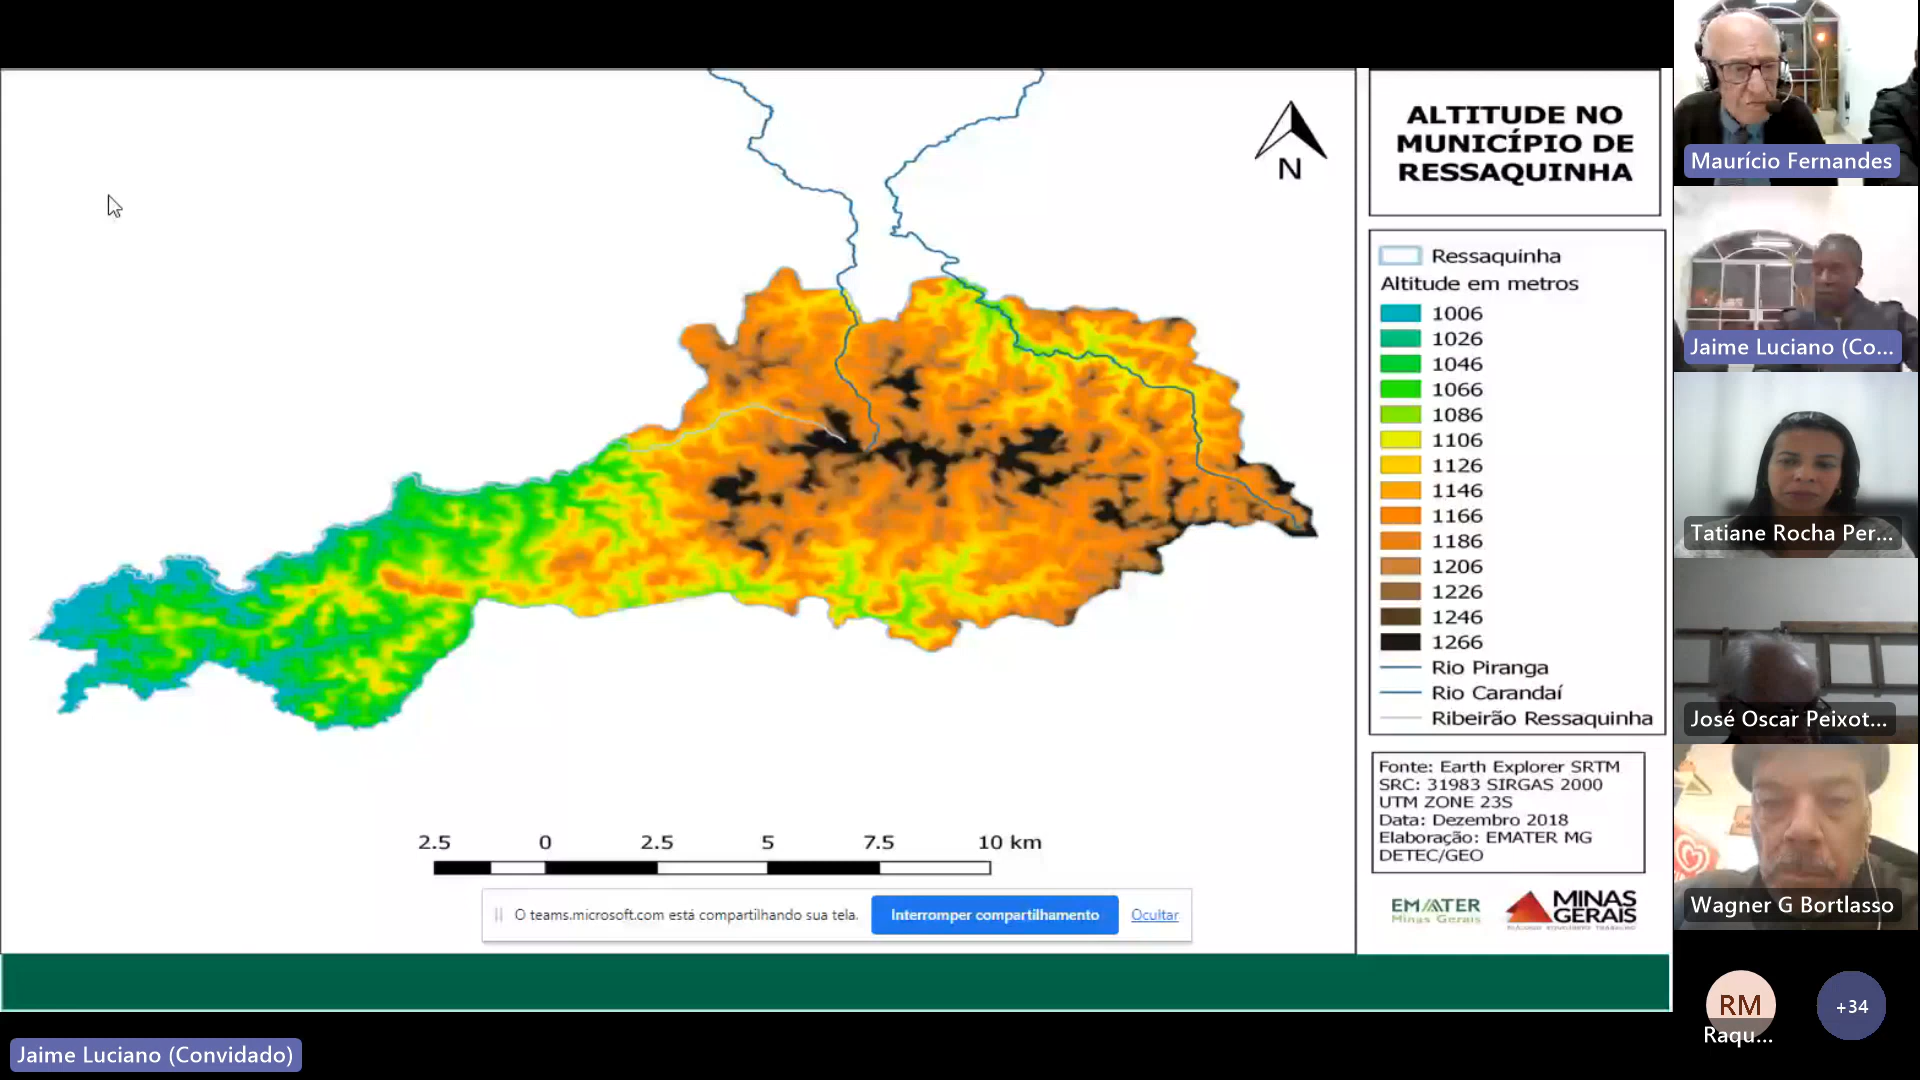 ALTITUDE NO
MUNICÍPIO DE
RESSAQUINHA
N
Ressaquinha
Altitude em metros
1006
1026
1046
1066
1086
1106
1126
1146
1166
1186
1206
1226
1246
1266
Rio Piranga
Rio Carandaí
Ribeirão Ressaquinha
Fonte: Earth Explorer SRTM
SRC: 31983 SIRGAS 2000
UTM ZONE 23S
Data: Dezembro 2018
Elaboração: EMATER MG
DETEC/GEO
EMATER
Minas Gerais
MINAS
GERAIS
2.5 0 2.5 5 7.5 10 km
O teams.microsoft.com está compartilhando sua tela.
Interromper compartilhamento
Ocultar
Maurício Fernandes
Jaime Luciano (Co...
Tatiane Rocha Per...
José Oscar Peixot...
Wagner G Bortlasso
RM
Raqu...
+34
Jaime Luciano (Convidado)